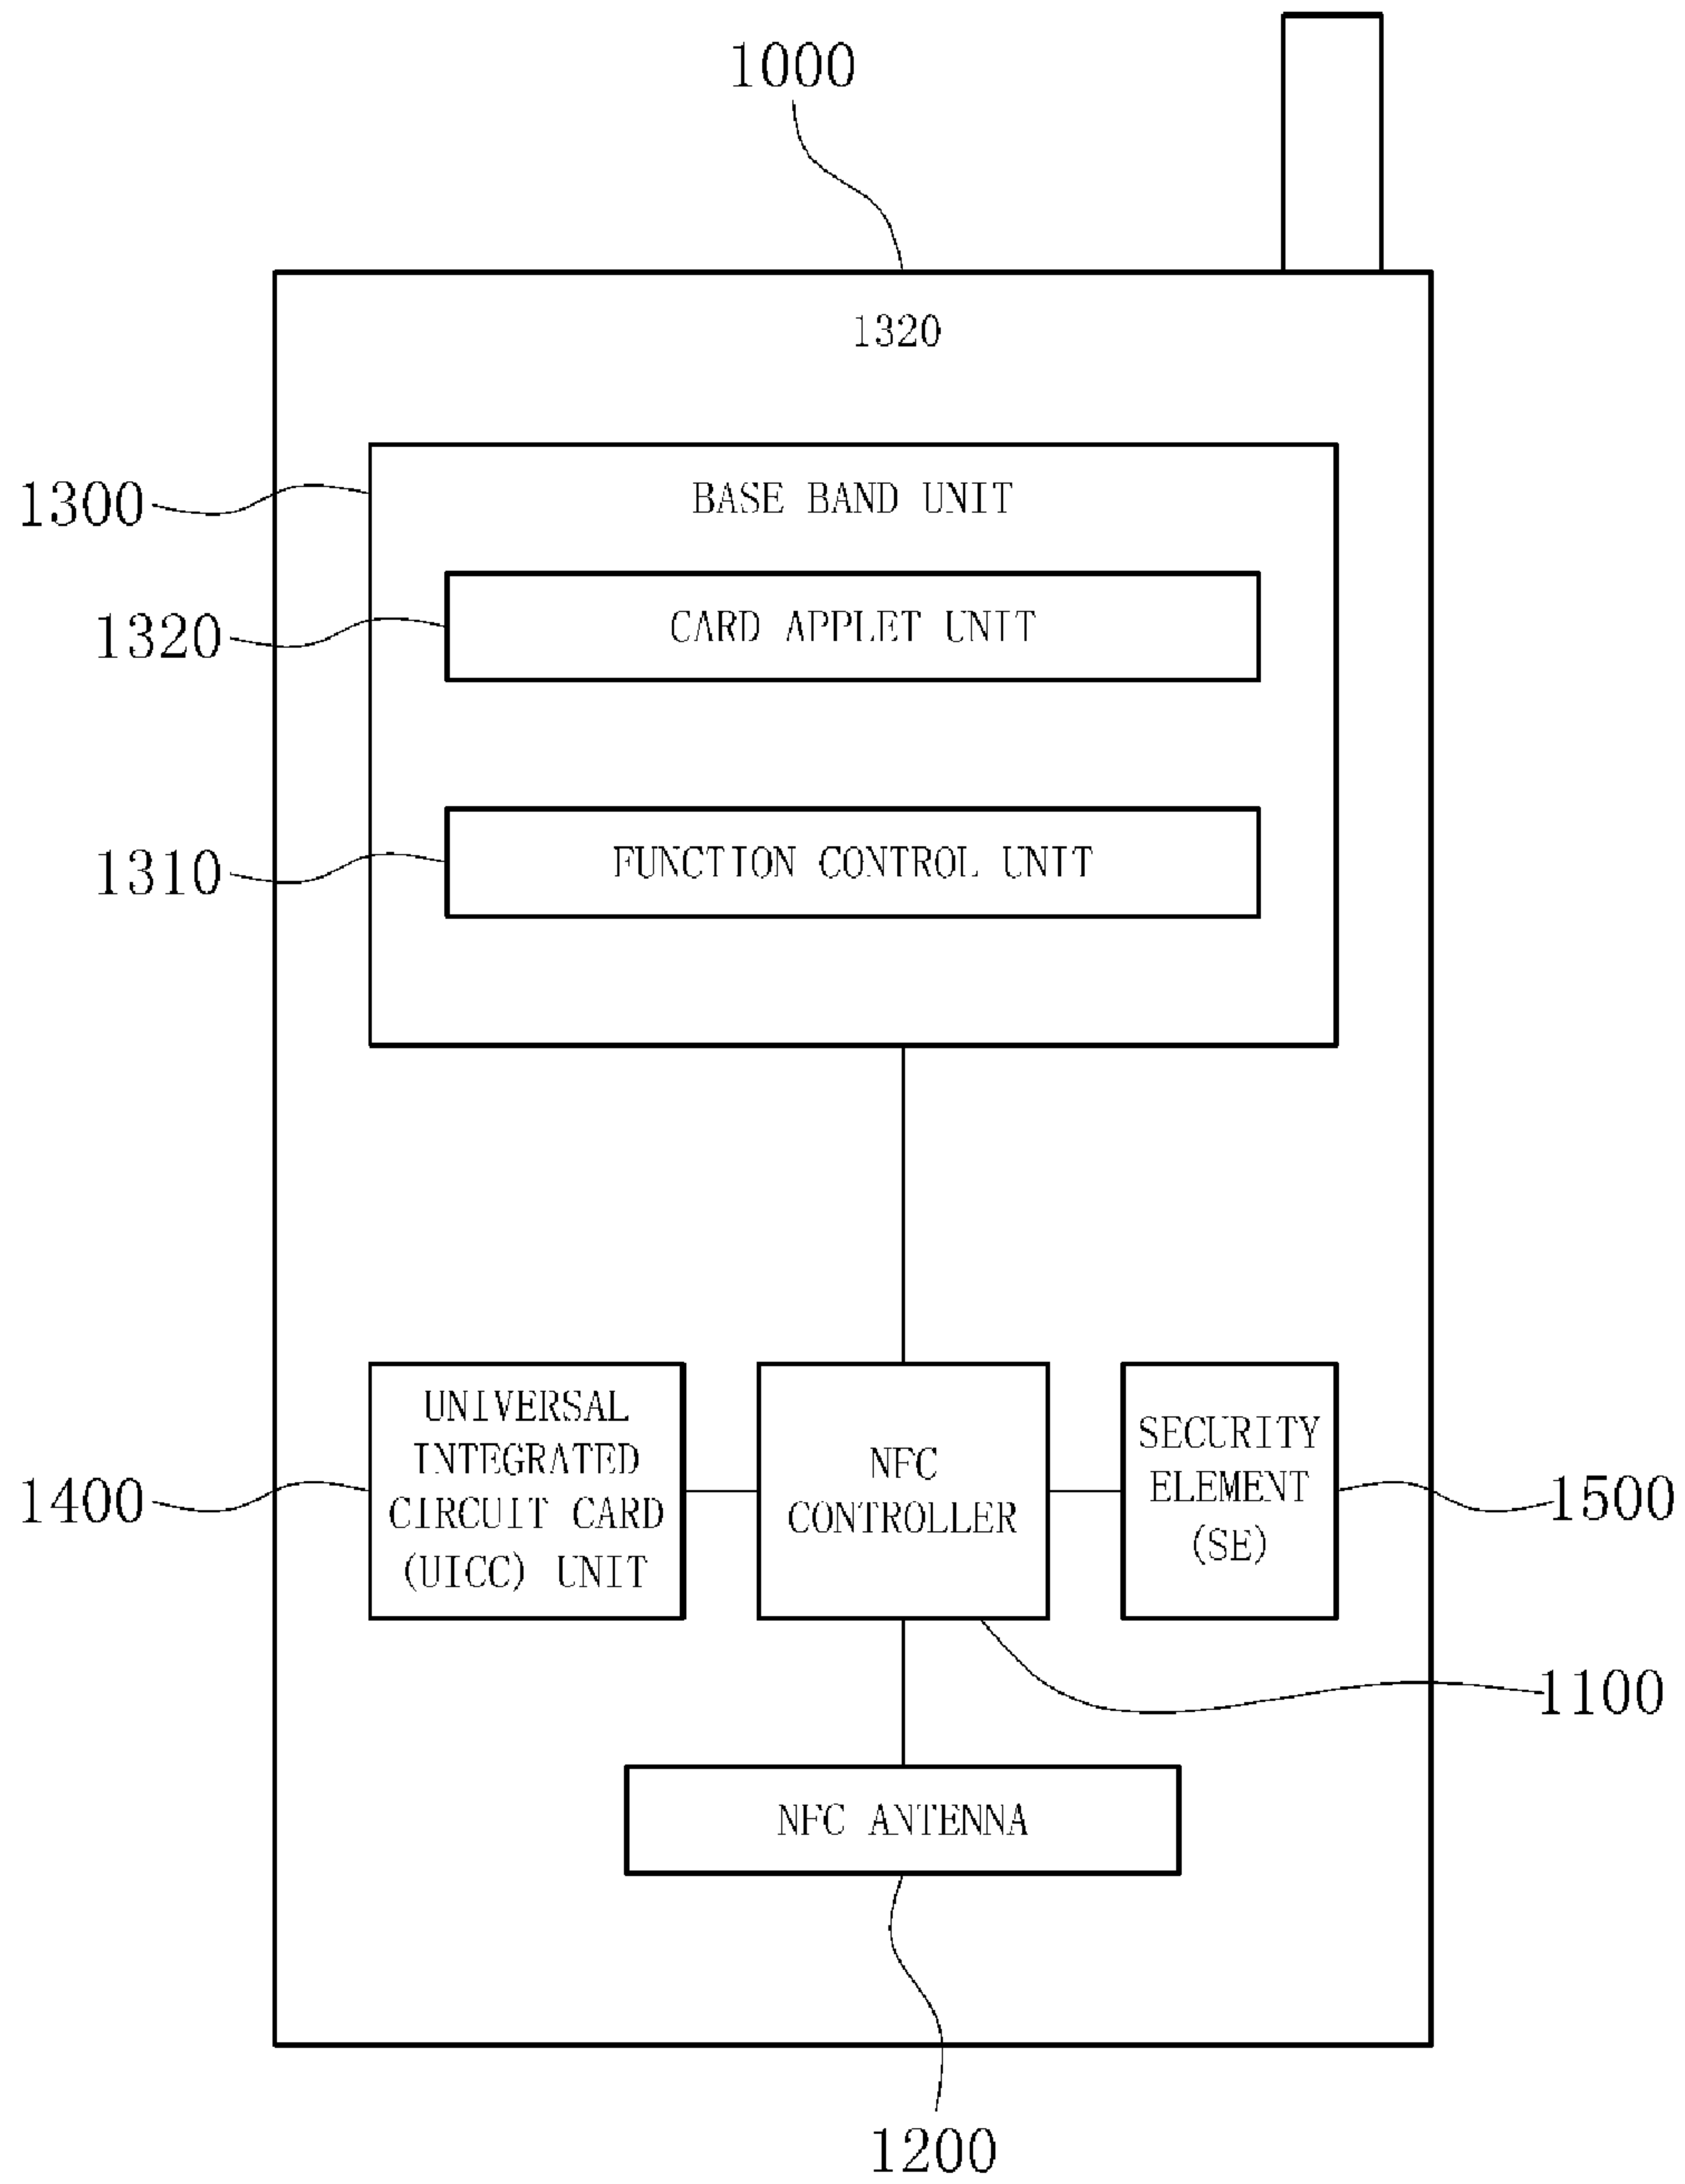 1000
1320
1300
BASE BAND UNIT
1320
CARD APPLET UNIT
1310
FUNCTION CONTROL UNIT
1400
UNIVERSAL
INTEGRATED
CIRCUIT CARD
(UICC) UNIT
NFC
CONTROLLER
SECURITY
ELEMENT
(SE)
1500
1100
NFC ANTENNA
1200